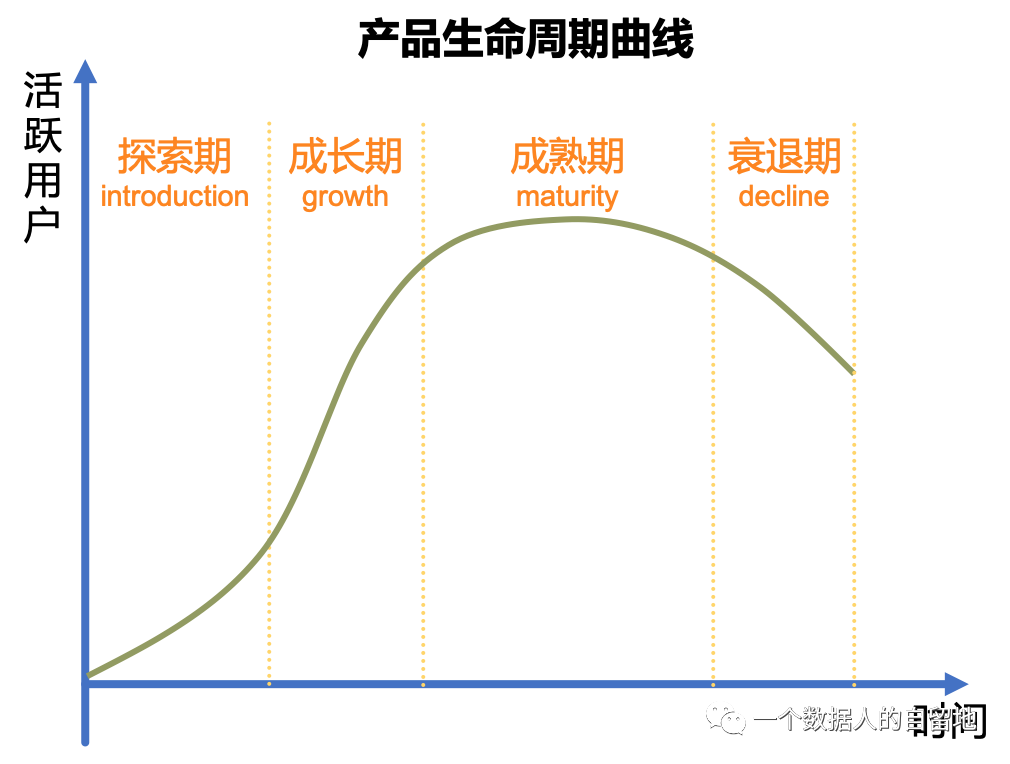 产品生命周期曲线
活跃用户
探索期
introduction
成长期
growth
成熟期
maturity
衰退期
decline
时间
一个数据人的自留地